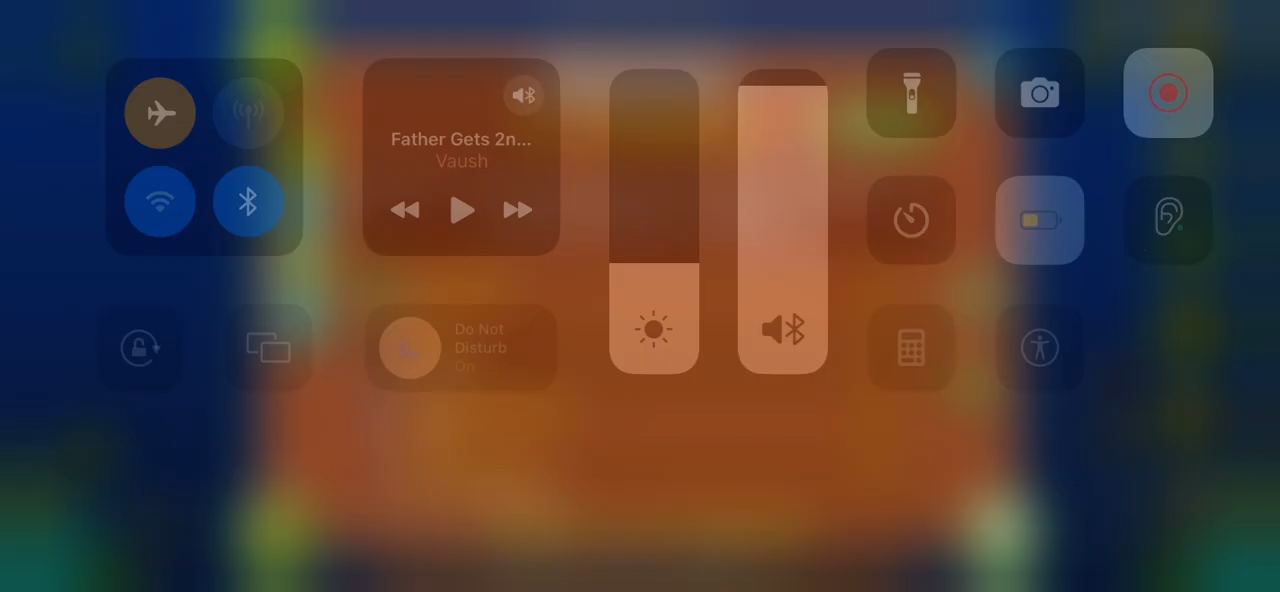 Father Gets 2n...
Vaush
Do Not
Disturb
On